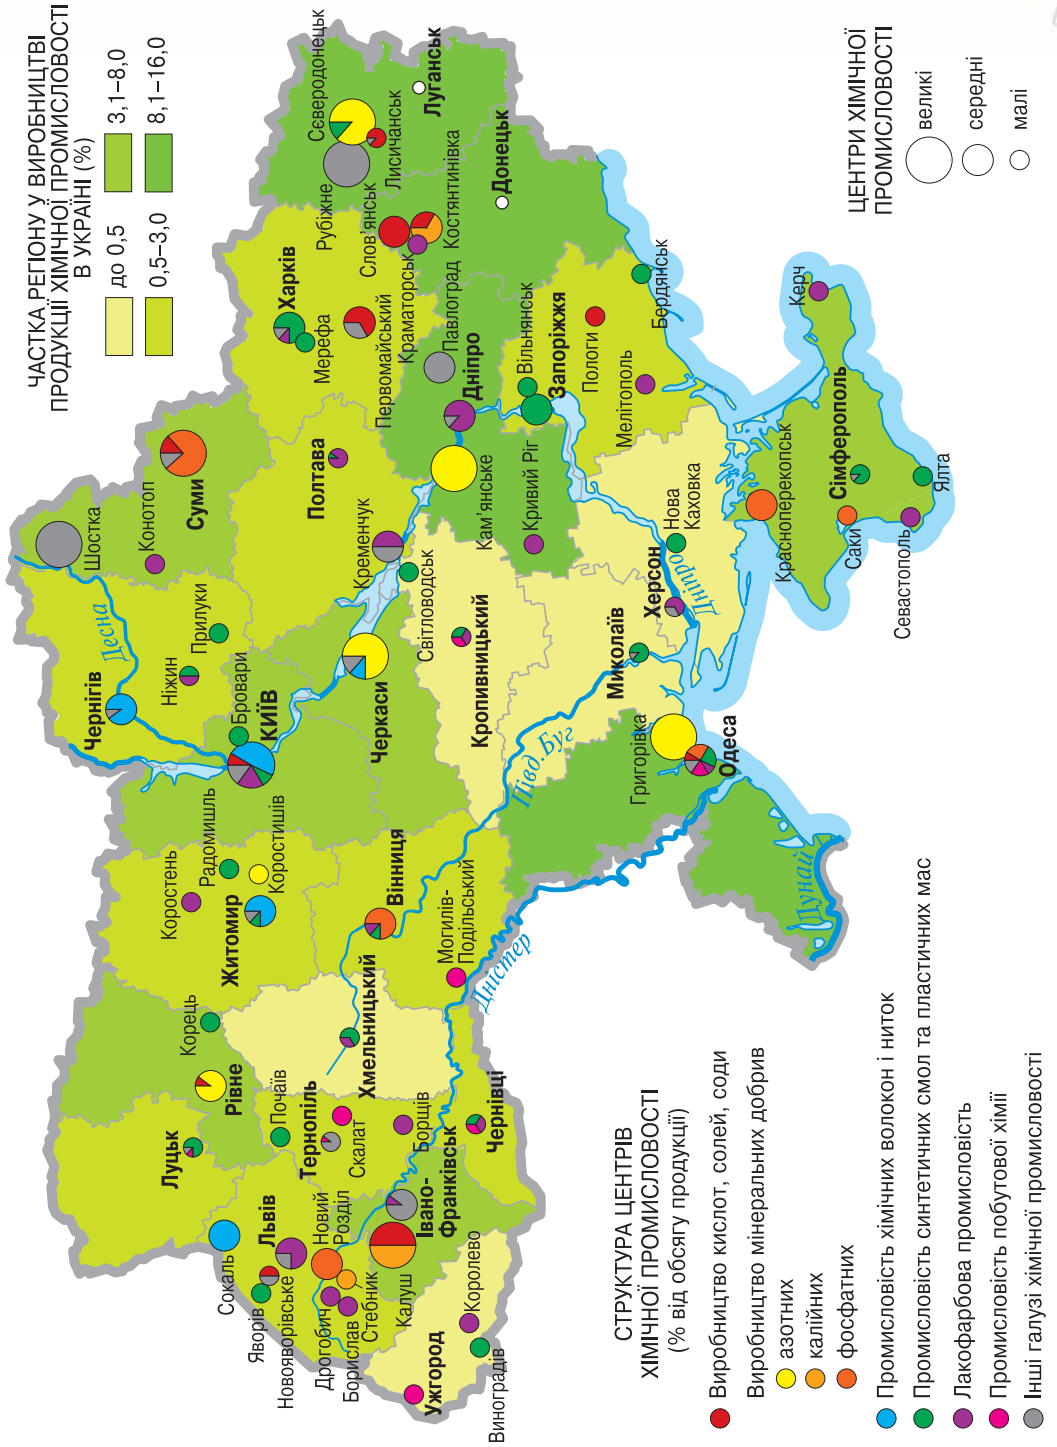 ЧАСТКА РЕГІОНУ У ВИРОБНИЦТВІ
ПРОДУКЦІЇ ХІМІЧНОЇ ПРОМИСЛОВОСТІ
В УКРАЇНІ (%)
до 0,5
3,1–8,0
0,5–3,0
8,1–16,0
ЦЕНТРИ ХІМІЧНОЇ
ПРОМИСЛОВОСТІ
великі
середні
малі
СТРУКТУРА ЦЕНТРІВ
ХІМІЧНОЇ ПРОМИСЛОВОСТІ
(% від обсягу продукції)
Виробництво кислот, солей, соди
Виробництво мінеральних добрив
азотних
калійних
фосфатних
Промисловість хімічних волокон і ниток
Промисловість синтетичних смол та пластичних мас
Лакофарбова промисловість
Промисловість побутової хімії
Інші галузі хімічної промисловості
Шостка
Десна
Конотоп
Суми
Чернігів
Ніжин
Прилуки
Бровари
КИЇВ
Луцьк
Рівне
Корець
Коростень
Радомишль
Житомир
Коростишів
Сокаль
Яворів
Львів
Новояворівське
Новий
Розділ
Дрогобич
Борислав
Стебник
Калуш
Івано-
Франківськ
Почаїв
Тернопіль
Скалат
Борщів
Чернівці
Хмельницький
Вінниця
Могилів-
Подільський
Дністер
Ужгород
Королево
Виноградів
Черкаси
Полтава
Кременчук
Світловодськ
Кропивницький
Харків
Мерефа
Первомайський
Сєвєродонецьк
Рубіжне
Лисичанськ
Луганськ
Слов'янськ
Краматорськ
Костянтинівка
Донецьк
Павлоград
Дніпро
Кам'янське
Кривий Ріг
Вільнянськ
Запоріжжя
Пологи
Мелітополь
Бердянськ
Півд. Буг
Миколаїв
Григорівка
Одеса
Дунай
Херсон
Нова
Каховка
Дніпро
Красноперекопськ
Саки
Сімферополь
Севастополь
Ялта
Керч